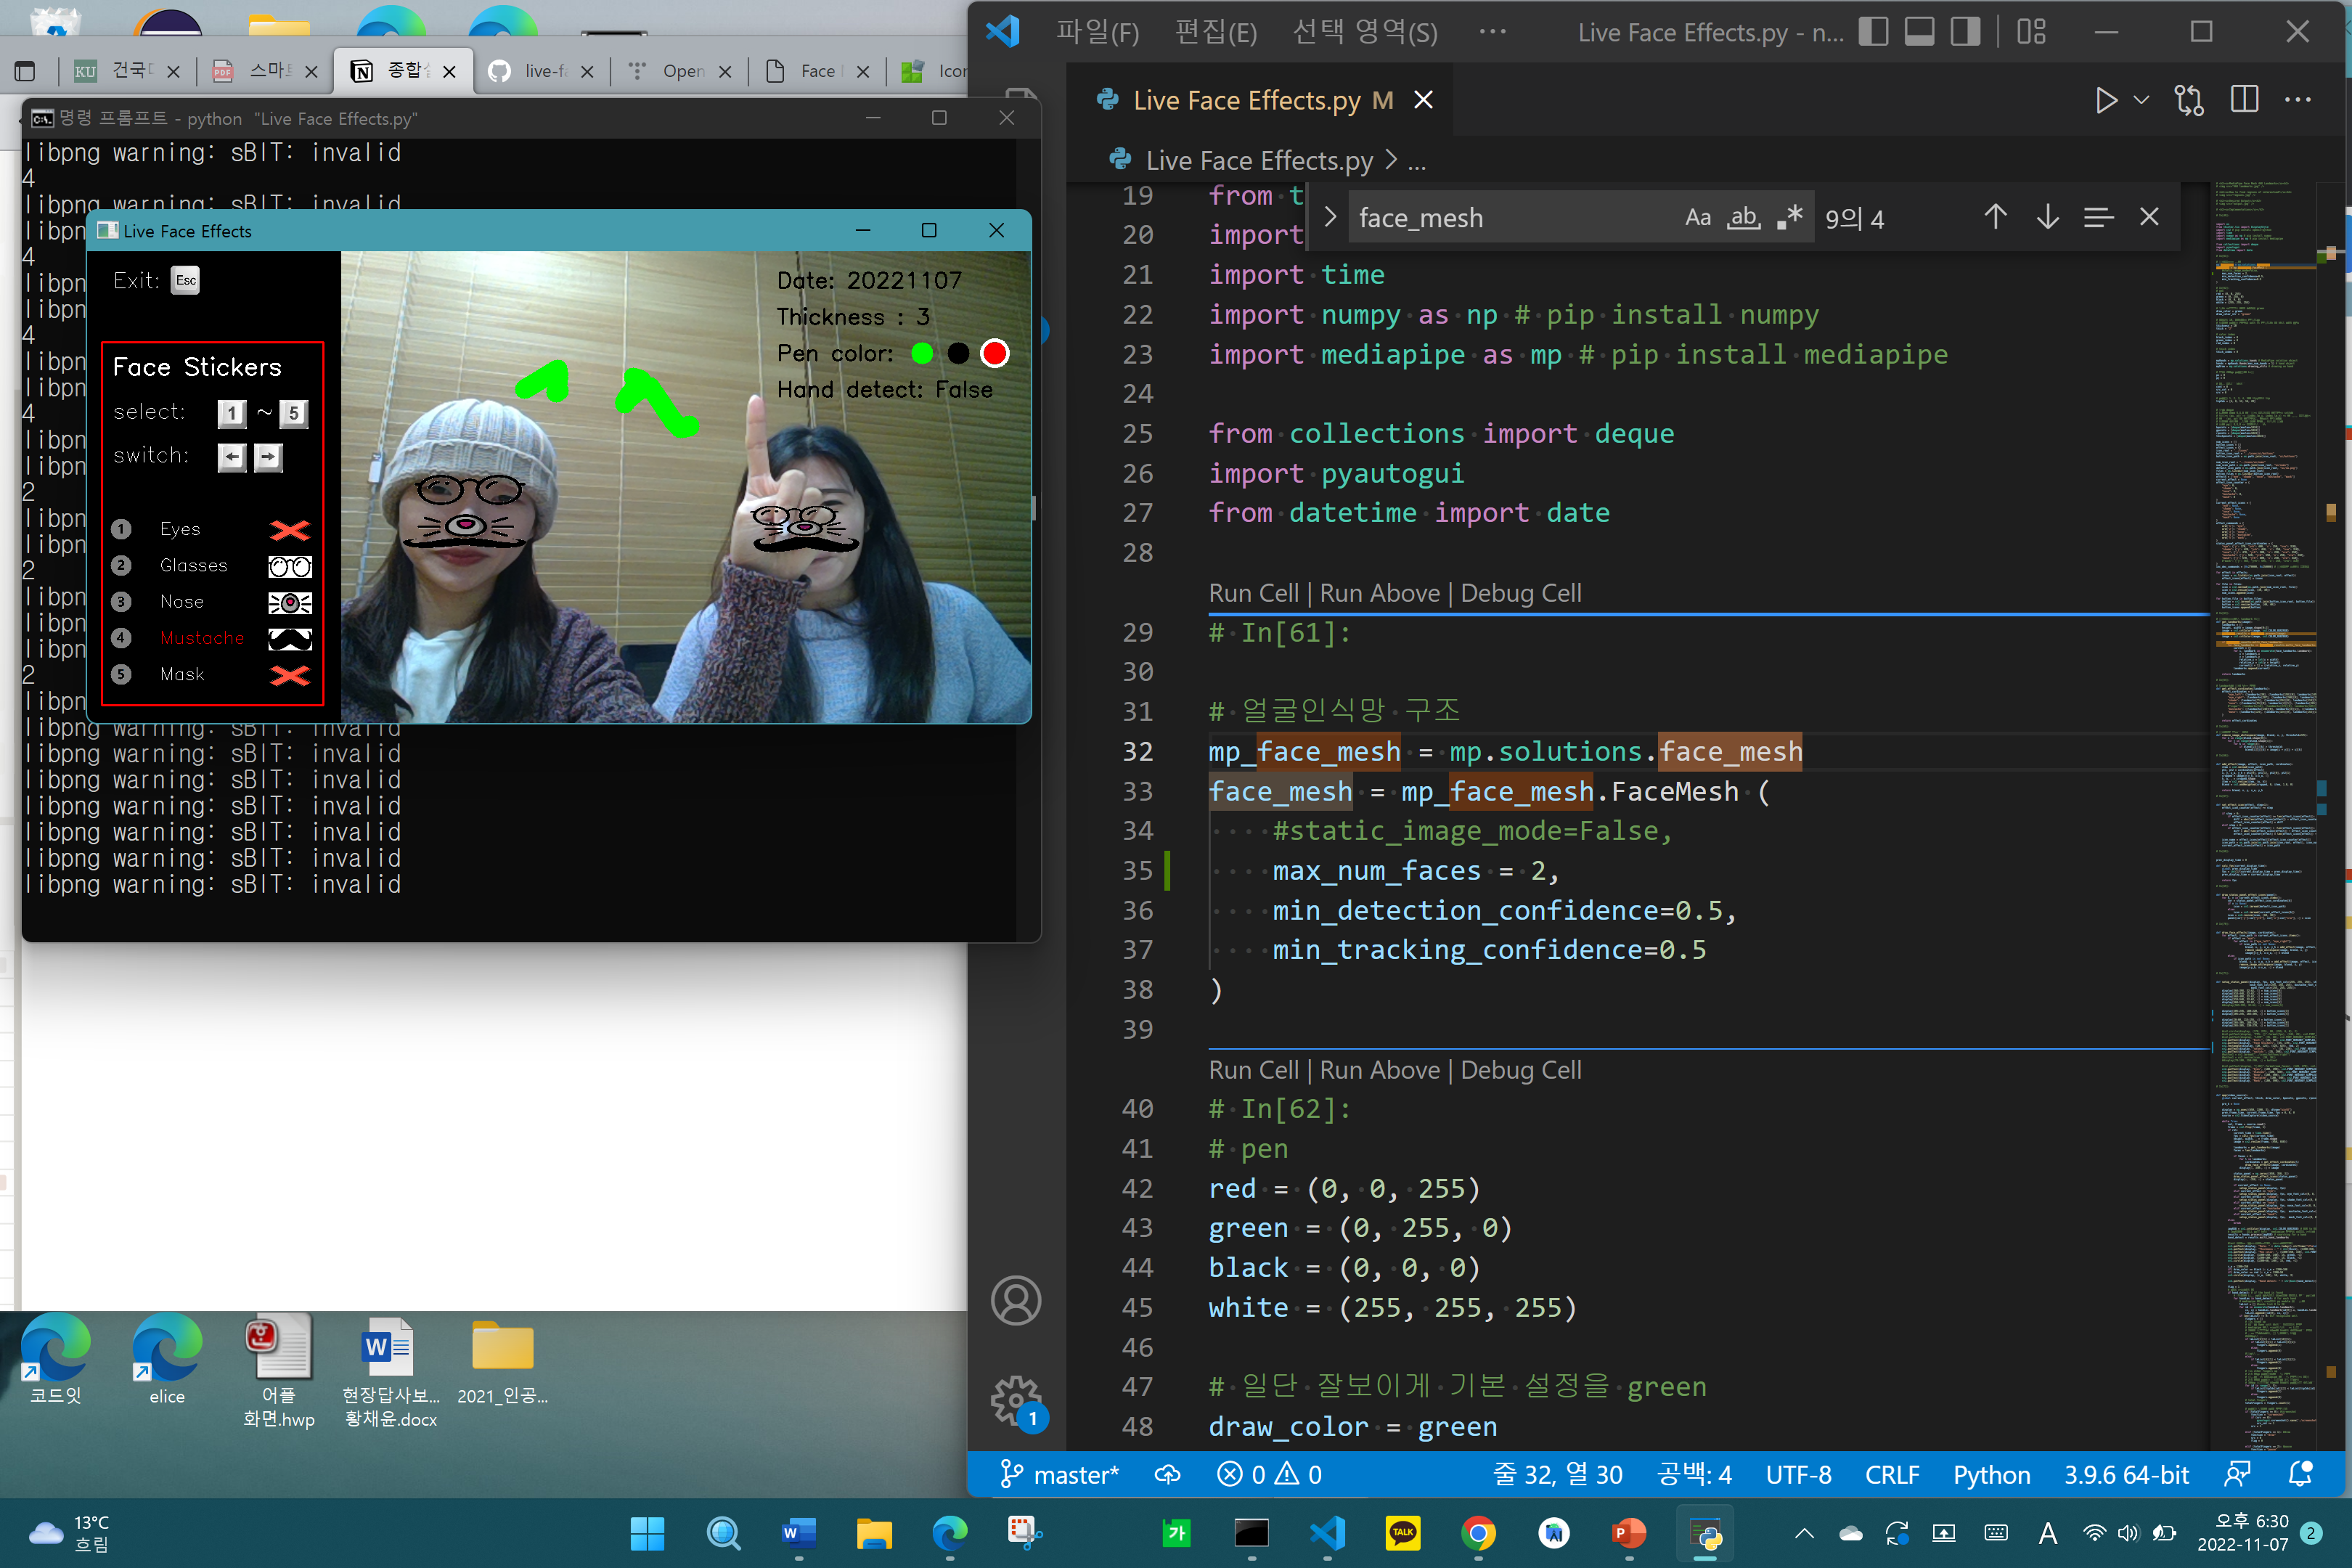 건국
스마
종합
live-f
Open
Face
Icor
명령 프롬프트 - python  "Live Face Effects.py"
libpng warning: sBIT: invalid
4
libpng warning: sBIT: invalid
libpn
4
libpn
libpn
4
libpn
libpn
4
libpn
libpn
2
libpn
libpn
2
libpn
libpn
libpn
2
libpn
libpng warning: sBIT: invalid
libpng warning: sBIT: invalid
libpng warning: sBIT: invalid
libpng warning: sBIT: invalid
libpng warning: sBIT: invalid
libpng warning: sBIT: invalid
libpng warning: sBIT: invalid
Live Face Effects
Exit: Esc
Face Stickers
select: 1 ~ 5
switch: ← →
1 Eyes
2 Glasses
3 Nose
4 Mustache
5 Mask
Date: 20221107
Thickness : 3
Pen color:
Hand detect: False
파일(F) 편집(E) 선택 영역(S) ··· Live Face Effects.py - n...
Live Face Effects.py M
Live Face Effects.py > ...
face_mesh Aa ab .* 9의 4
19 from t
20 import
21 import time
22 import numpy as np # pip install numpy
23 import mediapipe as mp # pip install mediapipe
24
25 from collections import deque
26 import pyautogui
27 from datetime import date
28
Run Cell | Run Above | Debug Cell
29 # In[61]:
30
31 # 얼굴인식망 구조
32 mp_face_mesh = mp.solutions.face_mesh
33 face_mesh = mp_face_mesh.FaceMesh (
34 #static_image_mode=False,
35 max_num_faces = 2,
36 min_detection_confidence=0.5,
37 min_tracking_confidence=0.5
38 )
39
Run Cell | Run Above | Debug Cell
40 # In[62]:
41 # pen
42 red = (0, 0, 255)
43 green = (0, 255, 0)
44 black = (0, 0, 0)
45 white = (255, 255, 255)
46
47 # 일단 잘보이게 기본 설정을 green
48 draw_color = green
1
master* 0 0 줄 32, 열 30 공백: 4 UTF-8 CRLF Python 3.9.6 64-bit
코드잇
elice
어플
화면.hwp
현장답사보...
황채윤.docx
2021_인공...
13°C
흐림
가
TALK
A
오후 6:30
2022-11-07
2